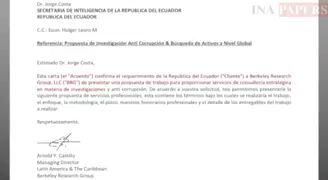 INA PAPERS
Dr. Jorge Costa
SECRETARIA DE INTELIGENCIA DE LA REPUBLICA DEL ECUADOR
REPUBLICA DEL ECUADOR
C.C.: Econ. Holger Leoro M.
Referencia: Propuesta de Investigación Anti Corrupción & Búsqueda de Activos a Nivel Global
Estimado Dr. Jorge Costa,
Esta carta (el "Acuerdo") confirma el requerimiento de la República del Ecuador ("Cliente") a Berkeley Research
Group, LLC ("BRG") de presentar una propuesta de trabajo para proporcionar servicios de consultoría estratégica
en materia de investigaciones y anti corrupción. De acuerdo a vuestra solicitud, nos permitimos presentarle la
siguiente propuesta de servicios profesionales, esta contiene los términos bajo los cuales se realizaría el trabajo,
el enfoque, la metodología, el plazo, nuestros honorarios profesionales y el detalle de los entregables del trabajo
a realizar.
Respetuosamente,
Arnold Y. Castillo
Managing Director
Latin America & The Caribbean
Berkeley Research Group